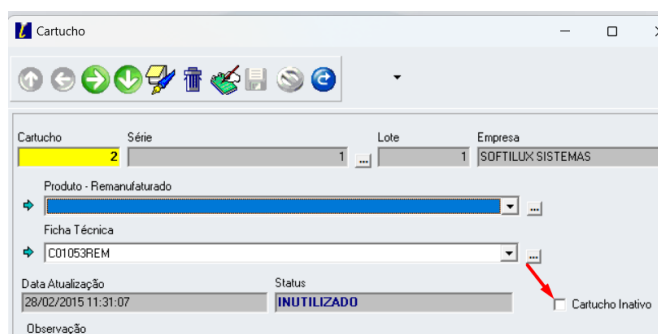 Cartucho
Cartucho Série Lote Empresa
2 1 ... 1 SOFTILUX SISTEMAS
Produto - Remanufaturado
...
Ficha Técnica
C01053REM ...
Data Atualização Status
28/02/2015 11:31:07 INUTILIZADO Cartucho Inativo
Observação